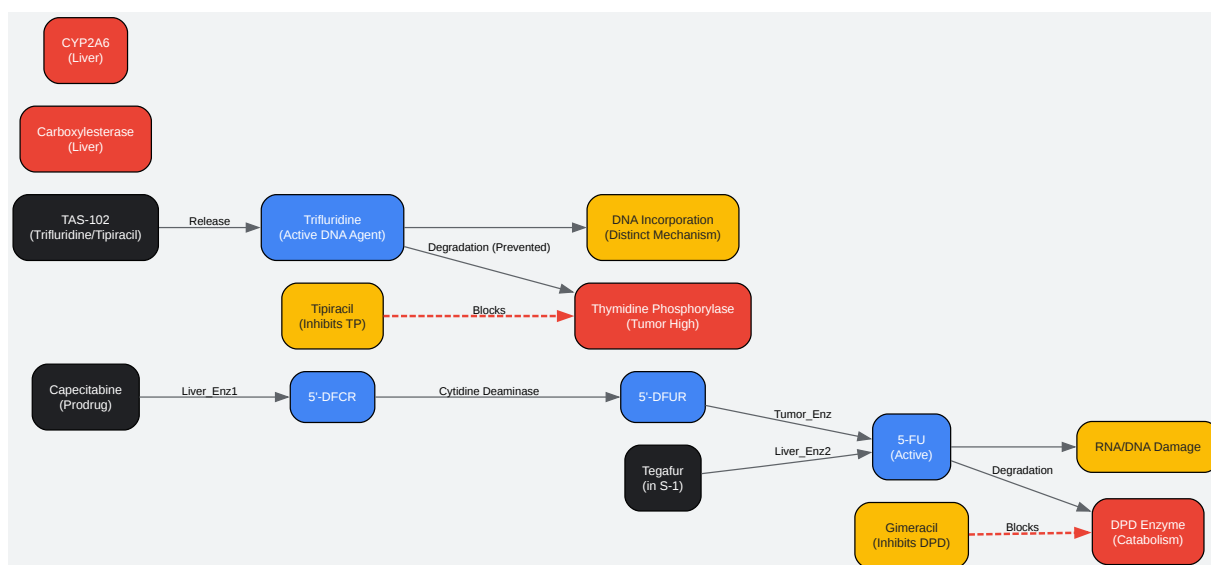 CYP2A6
(Liver)
Carboxylesterase
(Liver)
TAS-102
(Trifluridine/Tipiracil)
Release
Trifluridine
(Active DNA Agent)
DNA Incorporation
(Distinct Mechanism)
Degradation (Prevented)
Tipiracil
(Inhibits TP)
Blocks
Thymidine Phosphorylase
(Tumor High)
Capecitabine
(Prodrug)
Liver_Enz1
5'-DFCR
Cytidine Deaminase
5'-DFUR
Tumor_Enz
Tegafur
(in S-1)
Liver_Enz2
5-FU
(Active)
RNA/DNA Damage
Degradation
Gimeracil
(Inhibits DPD)
Blocks
DPD Enzyme
(Catabolism)